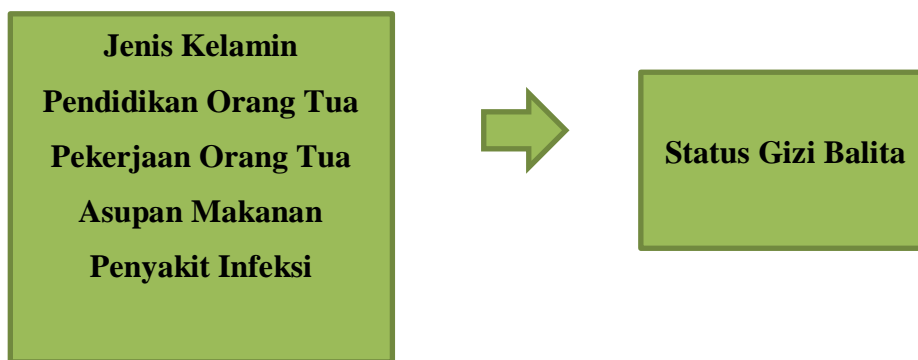 Jenis Kelamin
Pendidikan Orang Tua
Pekerjaan Orang Tua
Asupan Makanan
Penyakit Infeksi
Status Gizi Balita